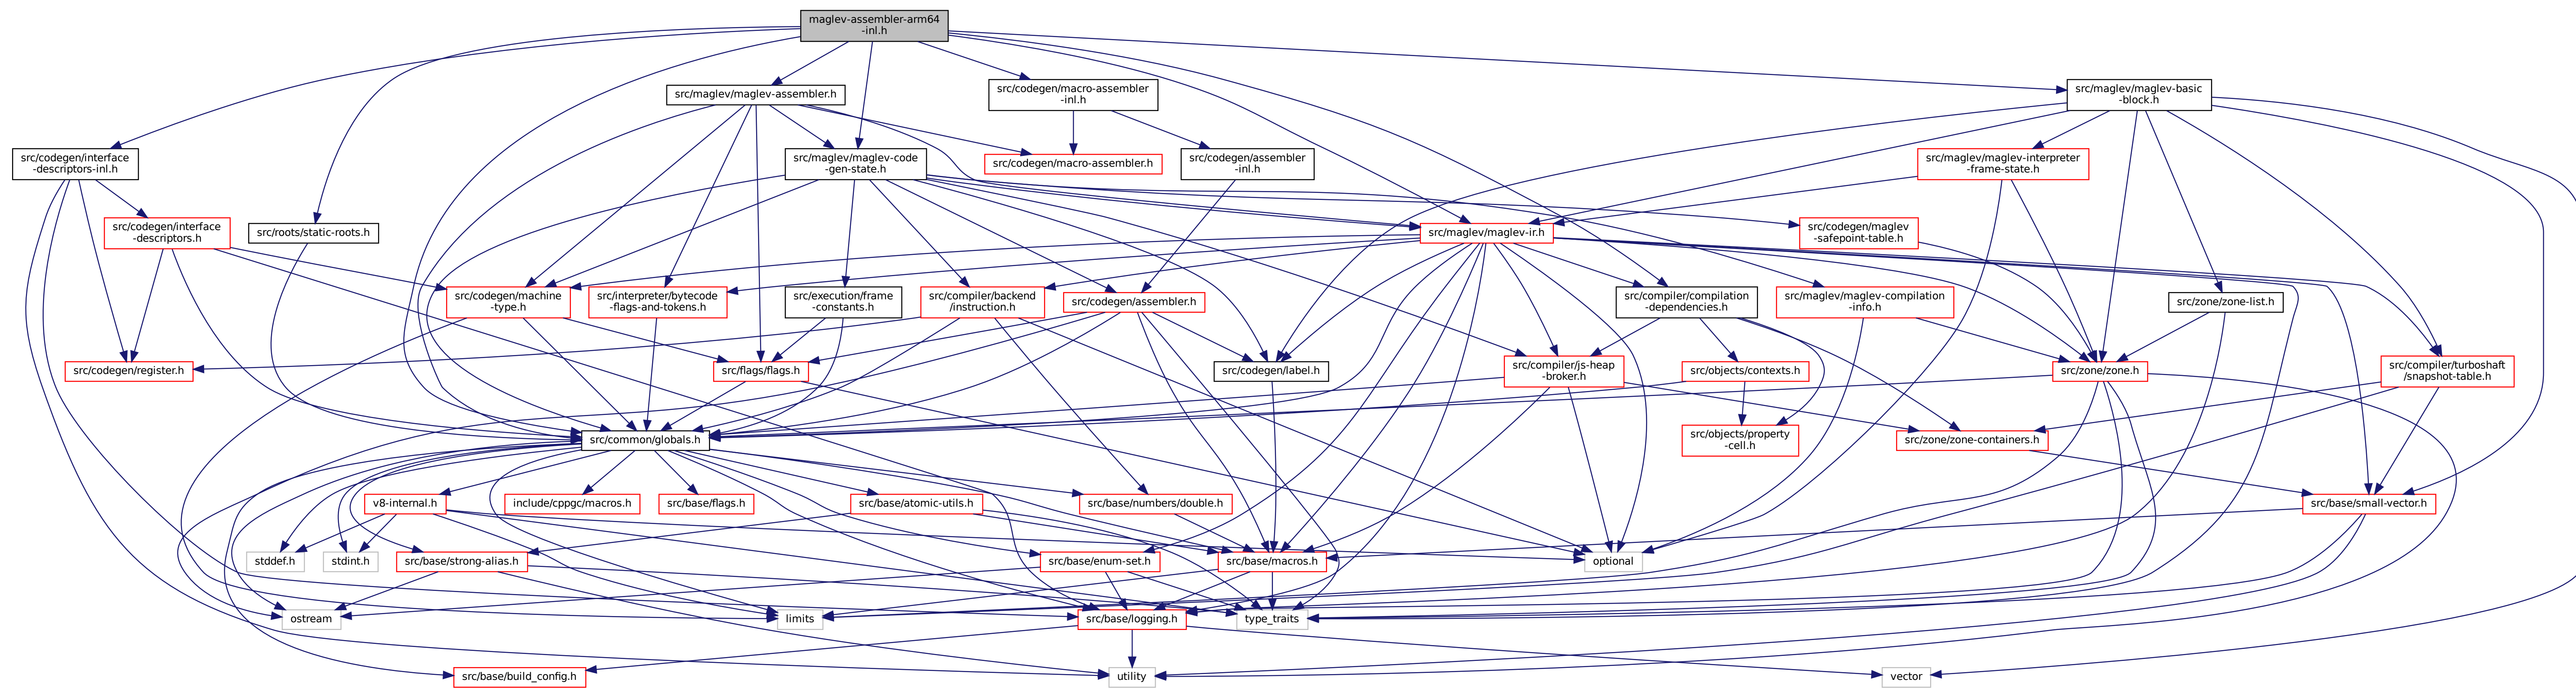 maglev-assembler-arm64
-inl.h
src/maglev/maglev-assembler.h
src/codegen/macro-assembler
-inl.h
src/maglev/maglev-basic
-block.h
src/codegen/interface
-descriptors-inl.h
src/maglev/maglev-code
-gen-state.h
src/codegen/macro-assembler.h
src/codegen/assembler
-inl.h
src/maglev/maglev-interpreter
-frame-state.h
src/codegen/interface
-descriptors.h
src/roots/static-roots.h
src/maglev/maglev-ir.h
src/codegen/maglev
-safepoint-table.h
src/codegen/machine
-type.h
src/interpreter/bytecode
-flags-and-tokens.h
src/execution/frame
-constants.h
src/compiler/backend
/instruction.h
src/codegen/assembler.h
src/compiler/compilation
-dependencies.h
src/maglev/maglev-compilation
-info.h
src/zone/zone-list.h
src/codegen/register.h
src/flags/flags.h
src/codegen/label.h
src/compiler/js-heap
-broker.h
src/objects/contexts.h
src/zone/zone.h
src/compiler/turboshaft
/snapshot-table.h
src/common/globals.h
src/objects/property
-cell.h
src/zone/zone-containers.h
v8-internal.h
include/cppgc/macros.h
src/base/flags.h
src/base/atomic-utils.h
src/base/numbers/double.h
src/base/small-vector.h
stddef.h
stdint.h
src/base/strong-alias.h
src/base/enum-set.h
src/base/macros.h
optional
ostream
limits
src/base/logging.h
type_traits
src/base/build_config.h
utility
vector